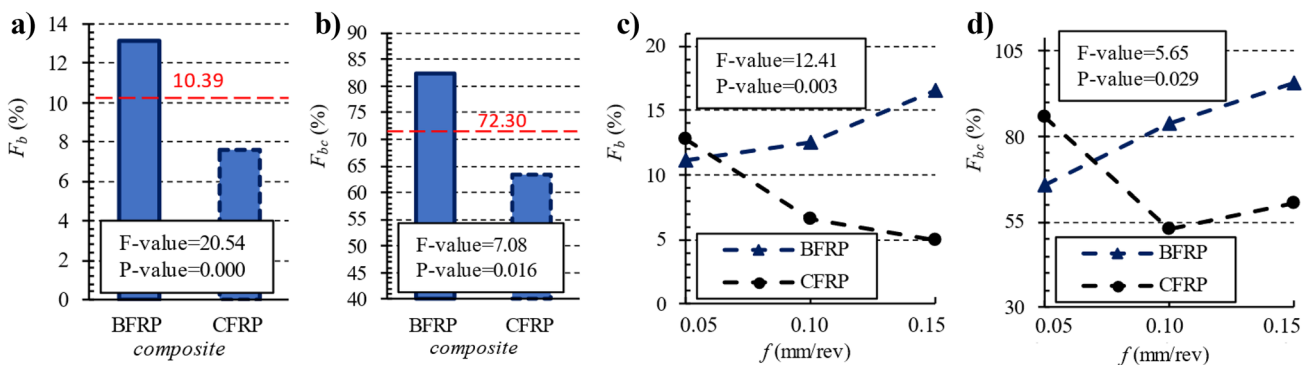 a)
F_b (%)
14
12
10
8
6
4
2
0
10.39
F-value=20.54
P-value=0.000
BFRP CFRP
composite
b)
F_bc (%)
90
85
80
75
70
65
60
55
50
45
40
72.30
F-value=7.08
P-value=0.016
BFRP CFRP
composite
c)
F_b (%)
20
15
10
5
0
F-value=12.41
P-value=0.003
BFRP
CFRP
0.05 0.10 0.15
f (mm/rev)
d)
F_bc (%)
105
80
55
30
F-value=5.65
P-value=0.029
BFRP
CFRP
0.05 0.10 0.15
f (mm/rev)